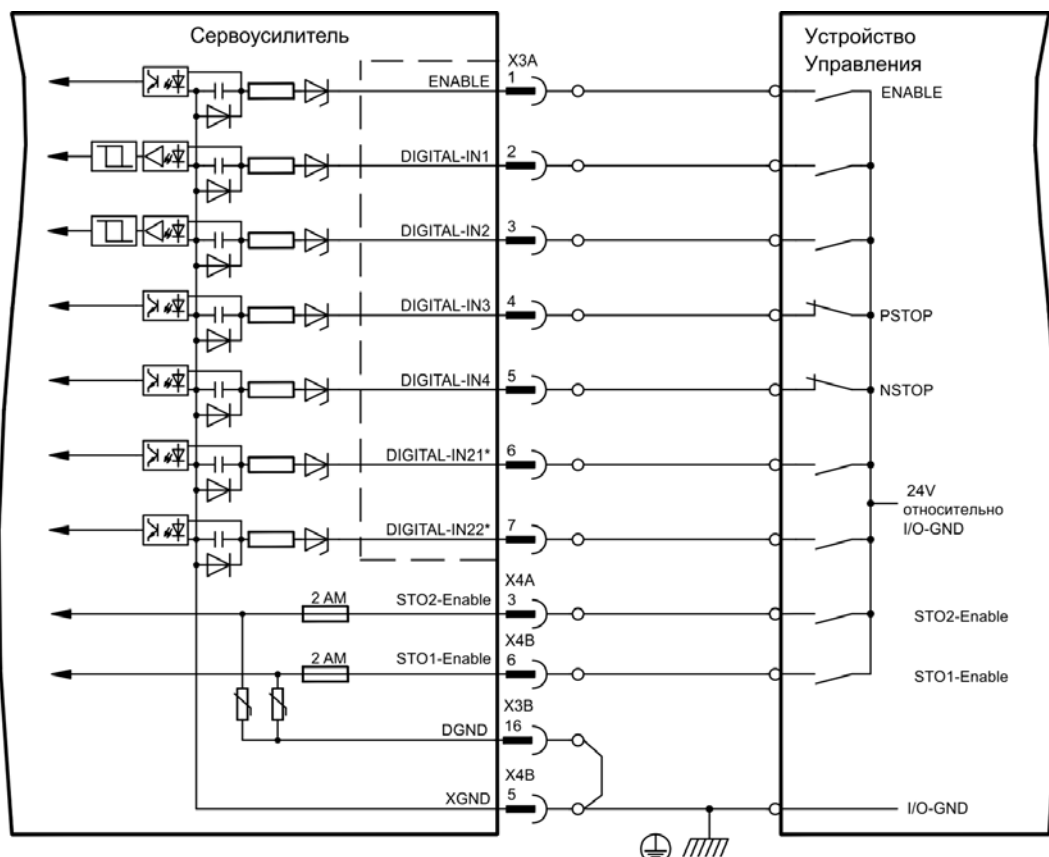 Сервоусилитель
Устройство
Управления
X3A
ENABLE
1
ENABLE
DIGITAL-IN1
2
DIGITAL-IN2
3
DIGITAL-IN3
4
PSTOP
DIGITAL-IN4
5
NSTOP
DIGITAL-IN21*
6
24V
относительно
I/O-GND
DIGITAL-IN22*
7
X4A
2 AM
STO2-Enable
3
STO2-Enable
X4B
2 AM
STO1-Enable
6
STO1-Enable
X3B
DGND
16
X4B
XGND
5
I/O-GND